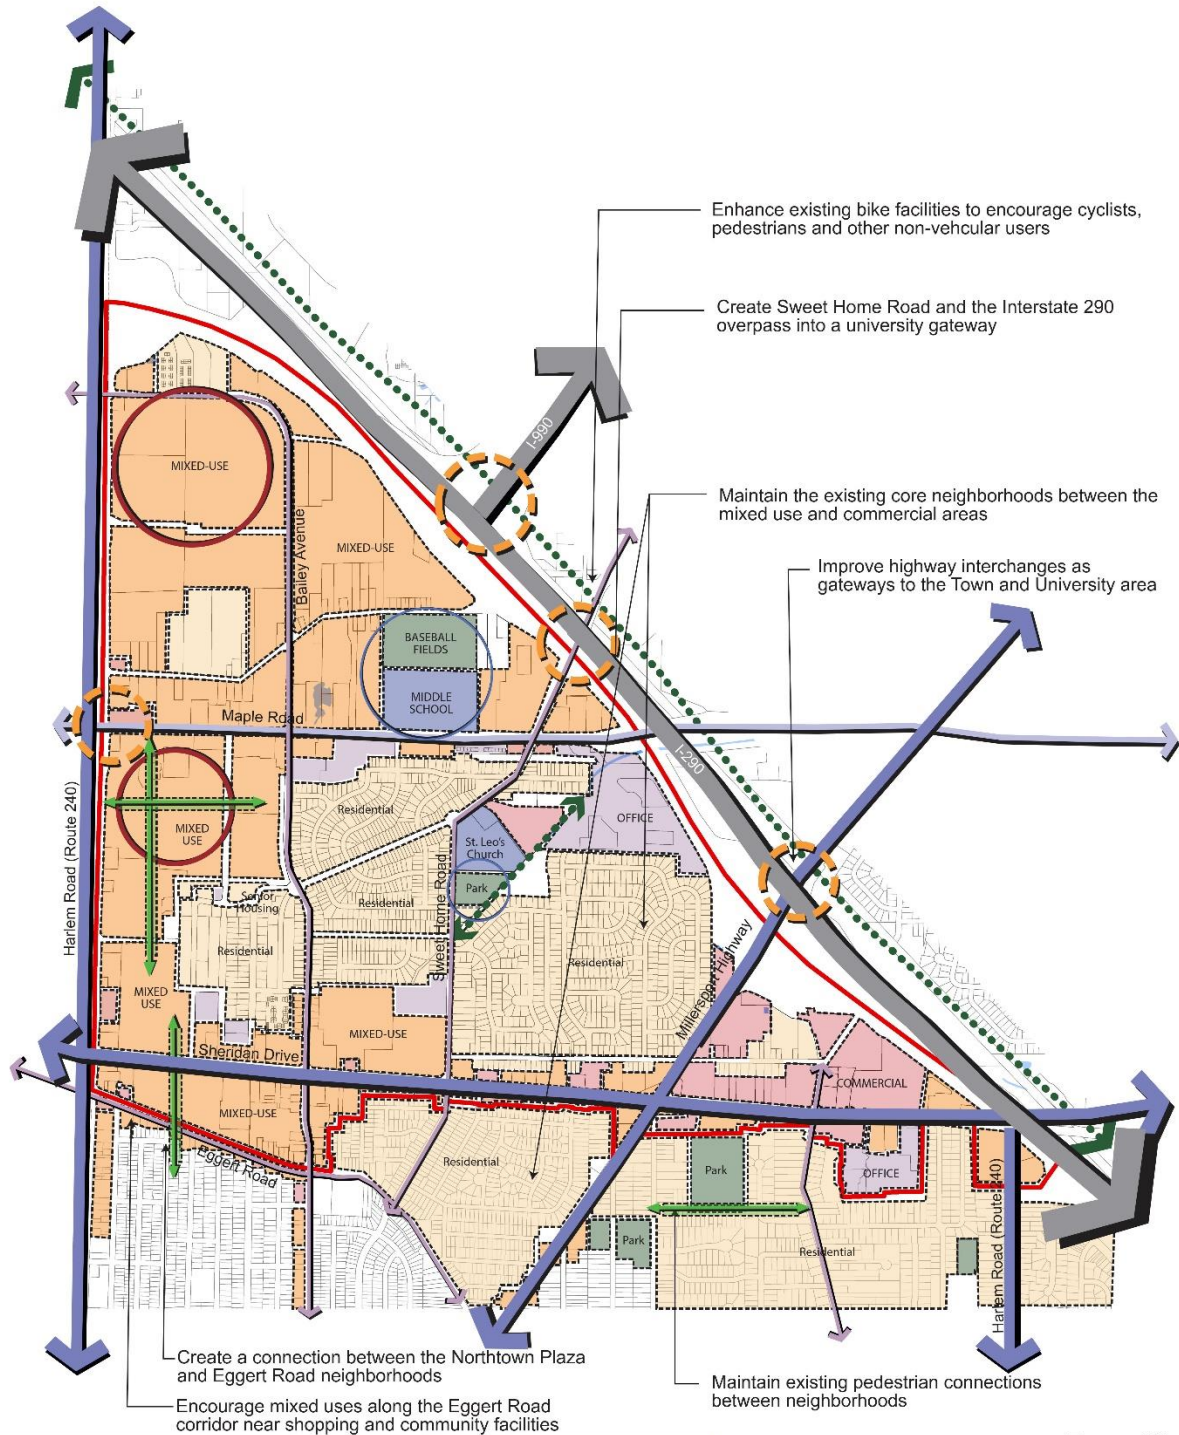 Enhance existing bike facilities to encourage cyclists,
pedestrians and other non-vehcular users
Create Sweet Home Road and the Interstate 290
overpass into a university gateway
I-990
MIXED-USE
Maintain the existing core neighborhoods between the
mixed use and commercial areas
Bailey Avenue
MIXED-USE
Improve highway interchanges as
gateways to the Town and University area
BASEBALL
FIELDS
MIDDLE
SCHOOL
Maple Road
I-290
Harlem Road (Route 240)
Residential
MIXED
USE
OFFICE
St. Leo's
Church
Park
Sweet Home Road
Senior
Housing
Residential
Residential
Residential
Millersport Highway
MIXED
USE
MIXED-USE
Sheridan Drive
COMMERCIAL
MIXED-USE
Eggert Road
Residential
Park
OFFICE
Harlem Road (Route 240)
Park
Residential
Create a connection between the Northtown Plaza
and Eggert Road neighborhoods
Maintain existing pedestrian connections
between neighborhoods
Encourage mixed uses along the Eggert Road
corridor near shopping and community facilities